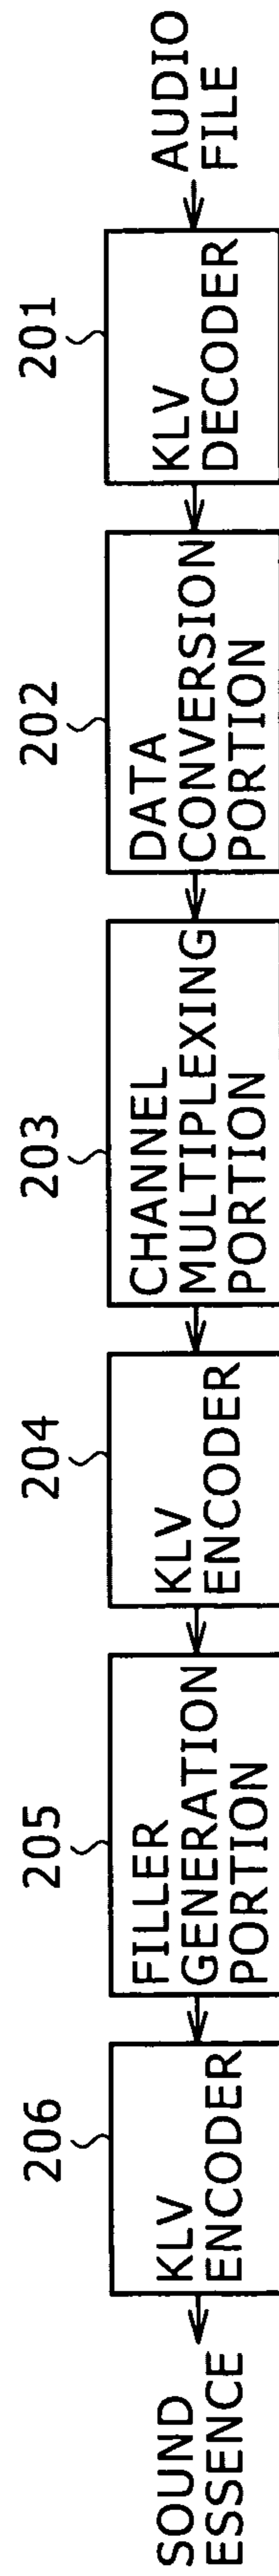 AUDIO
FILE
201
KLV
DECODER
202
DATA
CONVERSION
PORTION
203
CHANNEL
MULTIPLEXING
PORTION
204
KLV
ENCODER
205
FILLER
GENERATION
PORTION
206
KLV
ENCODER
SOUND
ESSENCE